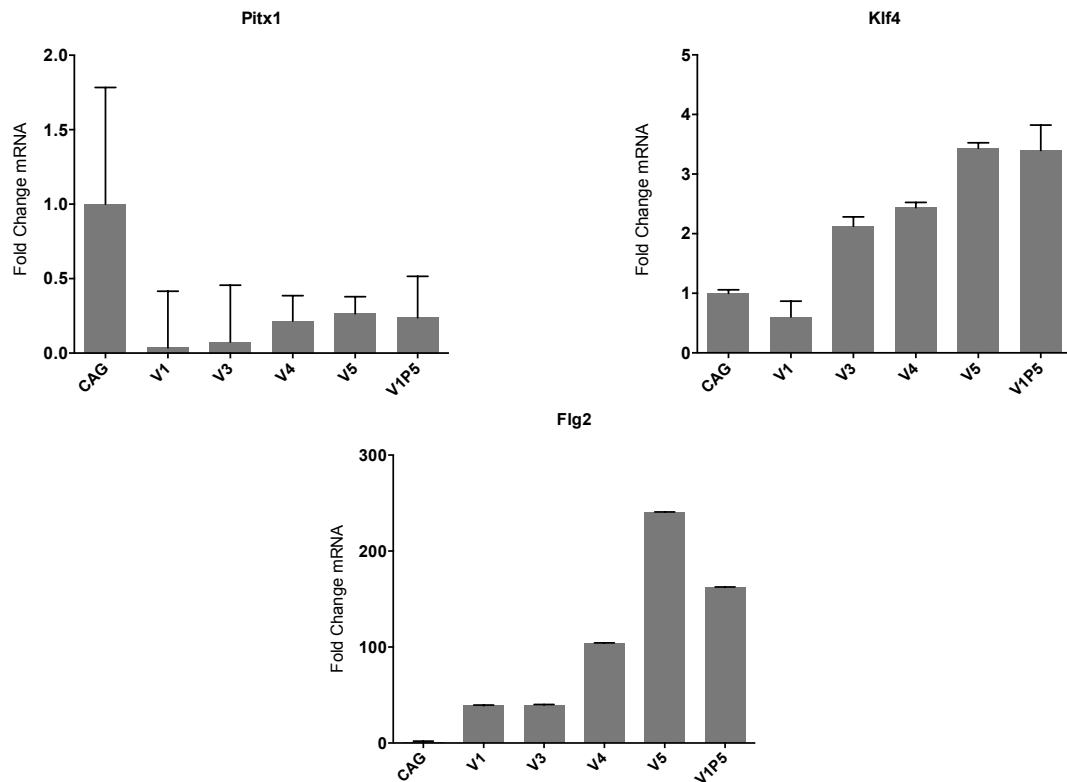 Pitx1
Fold Change mRNA
2.0
1.5
1.0
0.5
0.0
CAG
V1
V3
V4
V5
V1P5
Klf4
Fold Change mRNA
5
4
3
2
1
0
CAG
V1
V3
V4
V5
V1P5
Flg2
Fold Change mRNA
300
200
100
0
CAG
V1
V3
V4
V5
V1P5